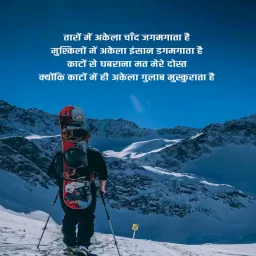 तारों में अकेला चाँद जगमगाता है
मुश्किलों में अकेला इंसान डगमगाता है
काटों से घबराना मत मेरे दोस्त
क्योंकि काटों में ही अकेला गुलाब मुस्कुराता है